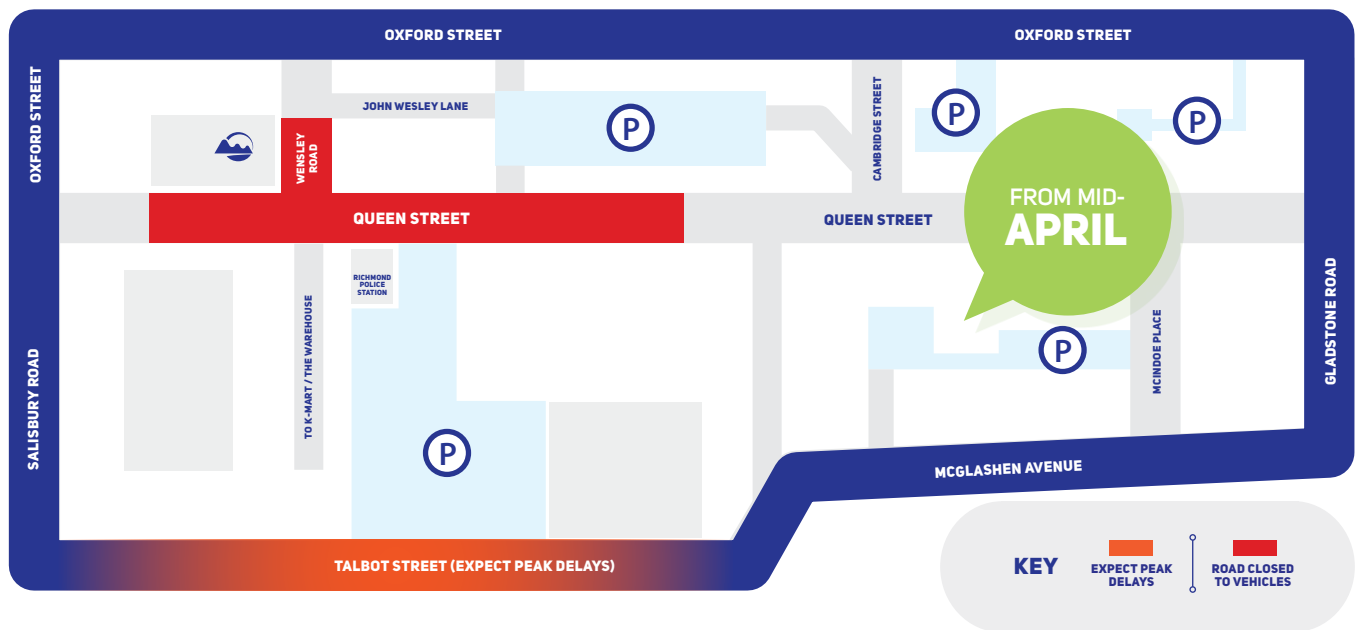 OXFORD STREET
OXFORD STREET
OXFORD STREET
JOHN WESLEY LANE
WENSLEY
ROAD
P
CAMBRIDGE STREET
P
P
QUEEN STREET
QUEEN STREET
FROM MID-
APRIL
RICHMOND
POLICE
STATION
TO K-MART / THE WAREHOUSE
SALISBURY ROAD
P
P
MCINDOE PLACE
GLADSTONE ROAD
MCGLASHEN AVENUE
TALBOT STREET (EXPECT PEAK DELAYS)
KEY
EXPECT PEAK
DELAYS
ROAD CLOSED
TO VEHICLES